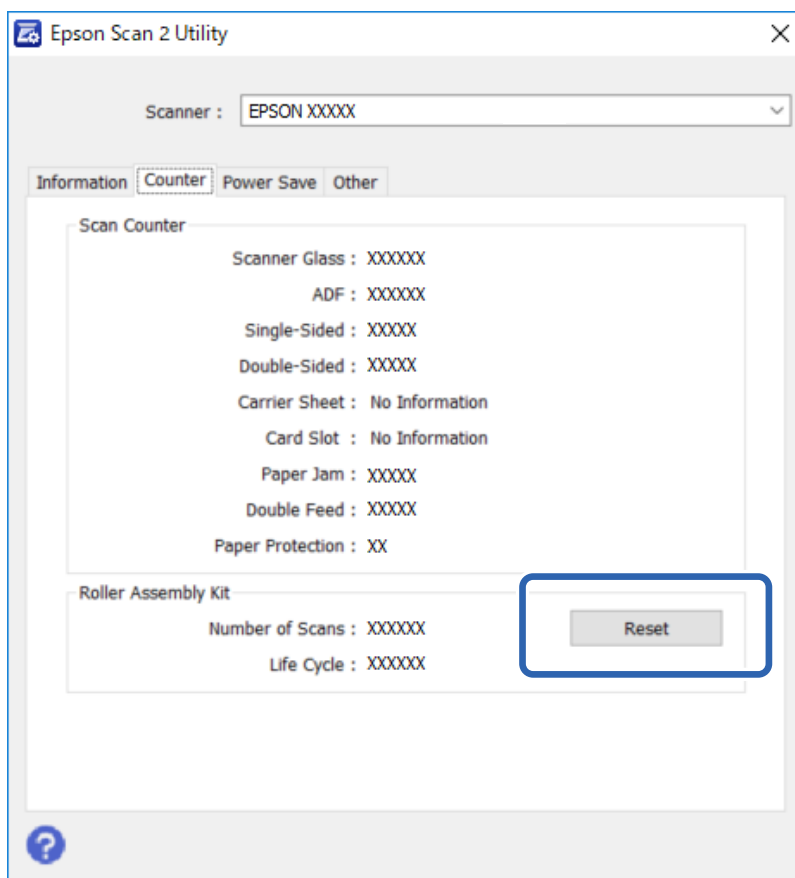 Epson Scan 2 Utility
Scanner : EPSON XXXXX
Information Counter Power Save Other
Scan Counter
Scanner Glass : XXXXXX
ADF : XXXXXX
Single-Sided : XXXXX
Double-Sided : XXXXX
Carrier Sheet : No Information
Card Slot : No Information
Paper Jam : XXXXX
Double Feed : XXXXX
Paper Protection : XX
Roller Assembly Kit
Number of Scans : XXXXXX Reset
Life Cycle : XXXXXX
?